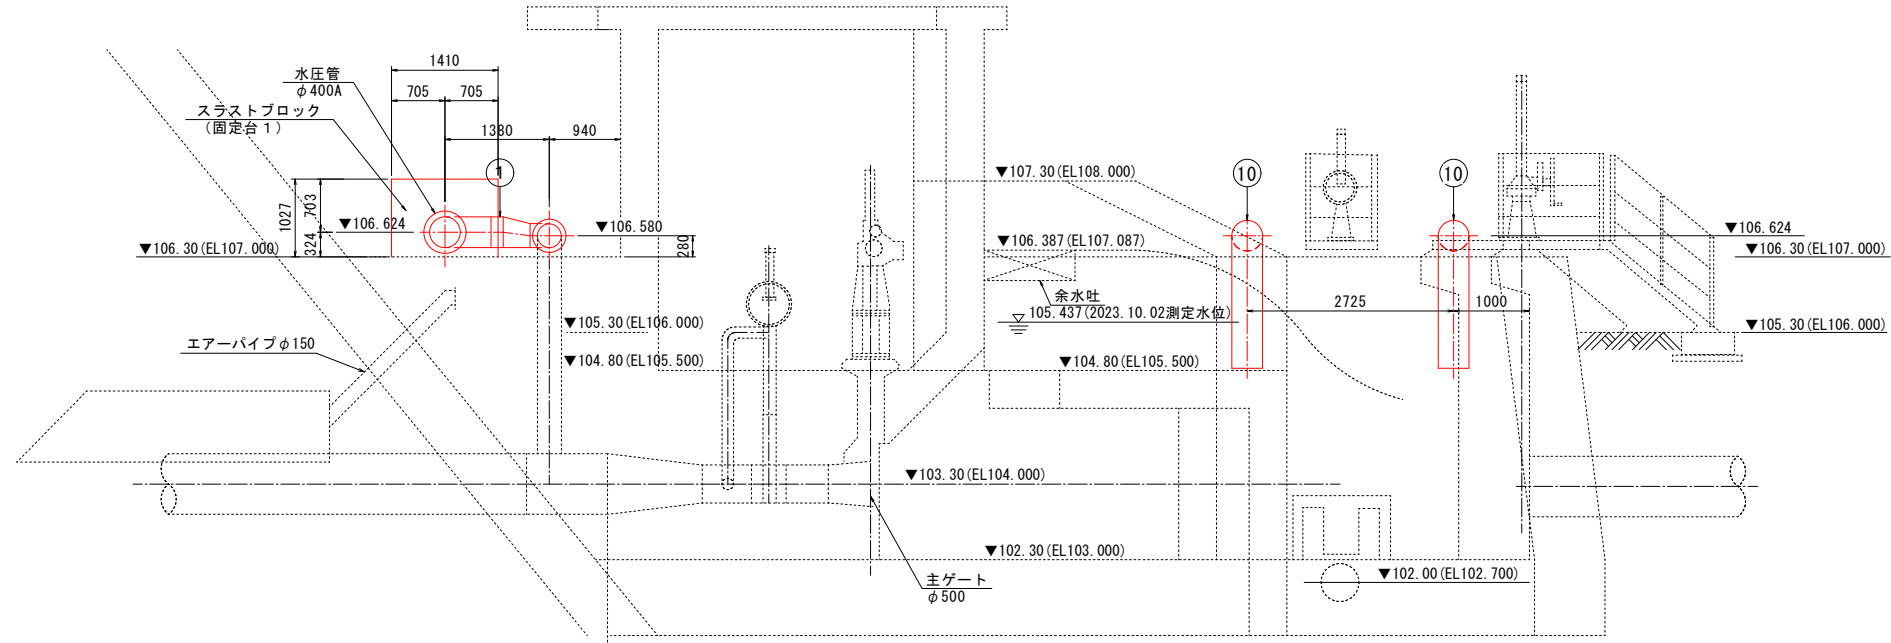 1410
水圧管
φ400A
705
705
スラストブロック
(固定台1)
1380
940
1
1027
703
324
▼106.624
▼106.580
280
▼106.30(EL107.000)
▼105.30(EL106.000)
▼104.80(EL105.500)
エアーパイプφ150
▼107.30(EL108.000)
▼106.387(EL107.087)
余水吐
105.437(2023.10.02測定水位)
▼104.80(EL105.500)
▼103.30(EL104.000)
▼102.30(EL103.000)
主ゲート
φ500
10
10
2725
1000
▼106.624
▼106.30(EL107.000)
▼105.30(EL106.000)
▼102.00(EL102.700)